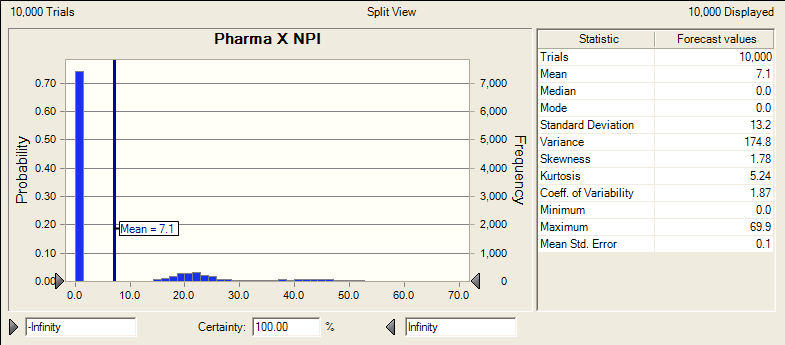 10,000 Trials Split View 10,000 Displayed
Pharma X NPI
Probability
0.70
0.60
0.50
0.40
0.30
0.20
0.10
0.00
Mean = 7.1
7,000
6,000
5,000
4,000
3,000
2,000
1,000
0
Frequency
0.0 10.0 20.0 30.0 40.0 50.0 60.0 70.0
Statistic Forecast values
Trials 10,000
Mean 7.1
Median 0.0
Mode 0.0
Standard Deviation 13.2
Variance 174.8
Skewness 1.78
Kurtosis 5.24
Coeff. of Variability 1.87
Minimum 0.0
Maximum 69.9
Mean Std. Error 0.1
-Infinity Certainty: 100.00 % Infinity